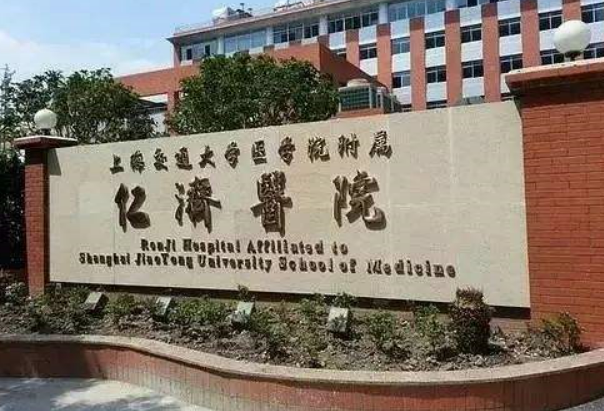 上海交通大学医学院附属
仁濟醫院
RenJi Hospital Affiliated to
Shanghai JiaoTong University School of Medicine